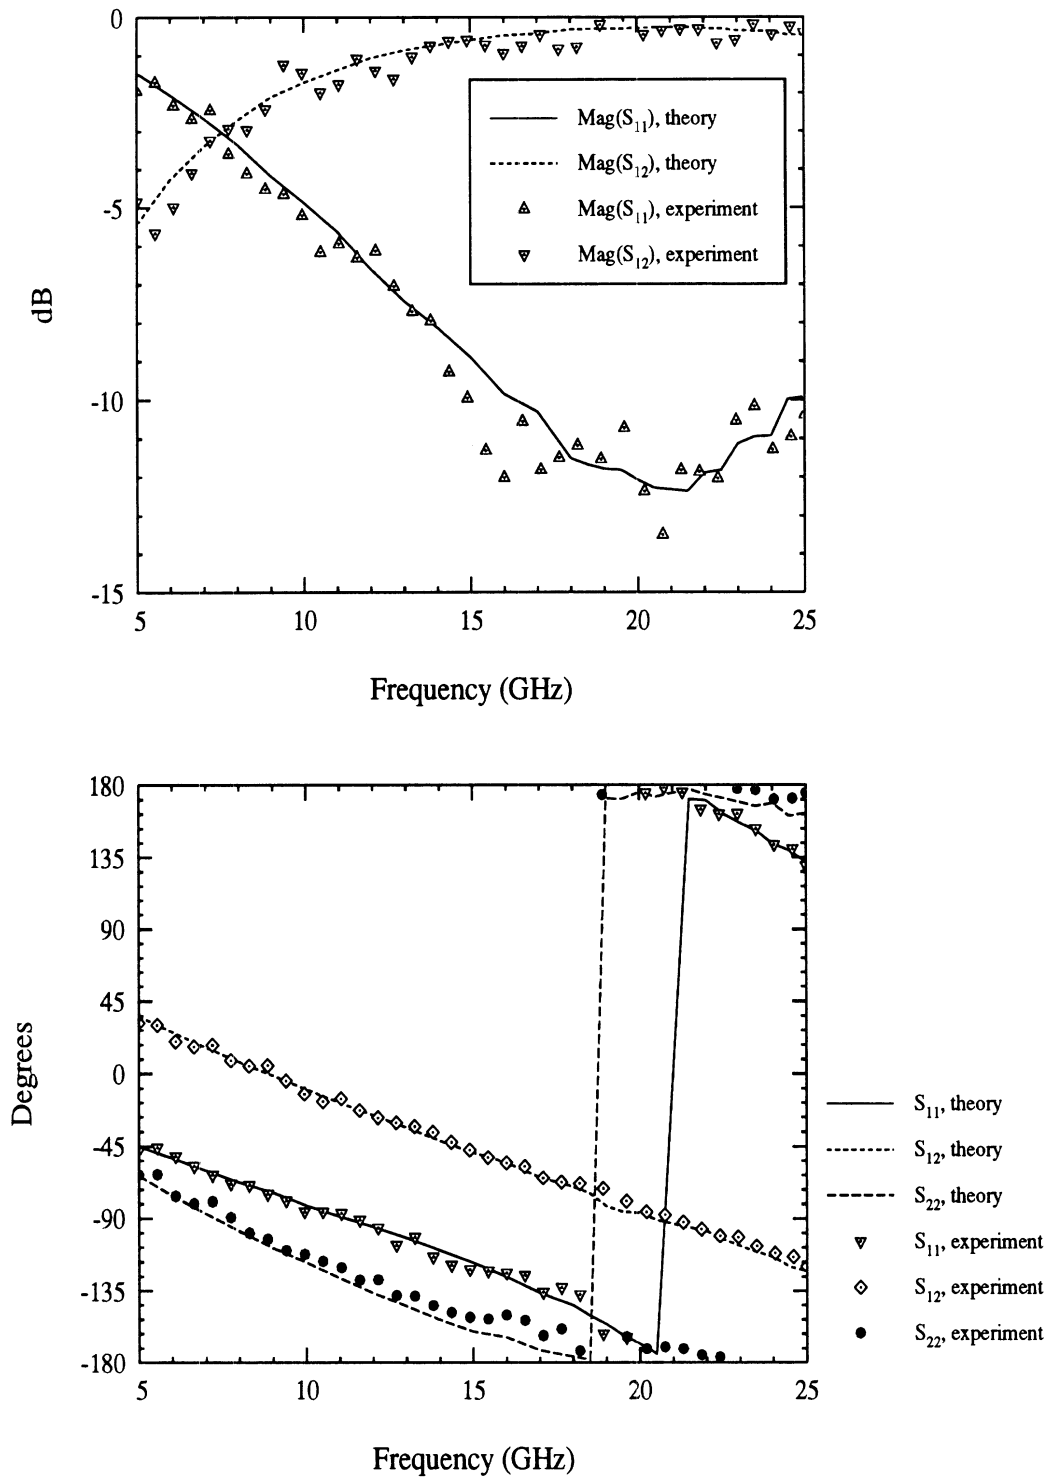 0
-5
-10
-15
dB
Mag(S11), theory
Mag(S12), theory
Mag(S11), experiment
Mag(S12), experiment
5 10 15 20 25
Frequency (GHz)
180
135
90
45
0
-45
-90
-135
-180
Degrees
S11, theory
S12, theory
S22, theory
S11, experiment
S12, experiment
S22, experiment
5 10 15 20 25
Frequency (GHz)